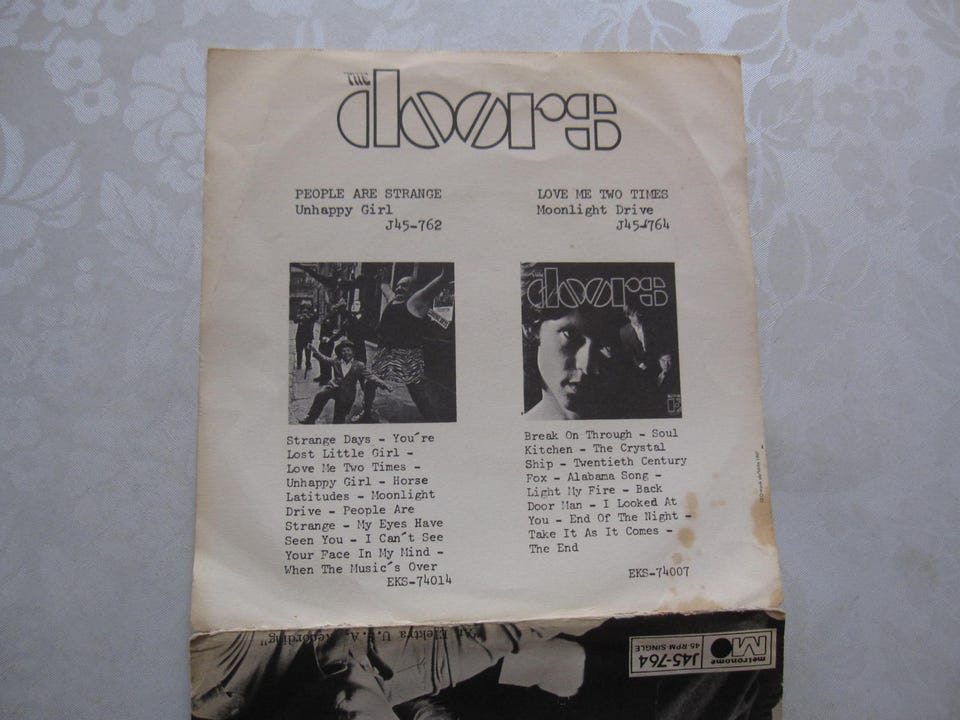 THE
doors
PEOPLE ARE STRANGE
Unhappy Girl
J45-762
LOVE ME TWO TIMES
Moonlight Drive
J45-764
doors
Strange Days - You're
Lost Little Girl -
Love Me Two Times -
Unhappy Girl - Horse
Latitudes - Moonlight
Drive - People Are
Strange - My Eyes Have
Seen You - I Can't See
Your Face In My Mind -
When The Music's Over
EKS-74014
Break On Through - Soul
Kitchen - The Crystal
Ship - Twentieth Century
Fox - Alabama Song -
Light My Fire - Back
Door Man - I Looked At
You - End Of The Night -
Take It As It Comes -
The End
EKS-74007
"An Elektra U.S.A. Recording"
metronome
J45-764
45 RPM-SINGLE